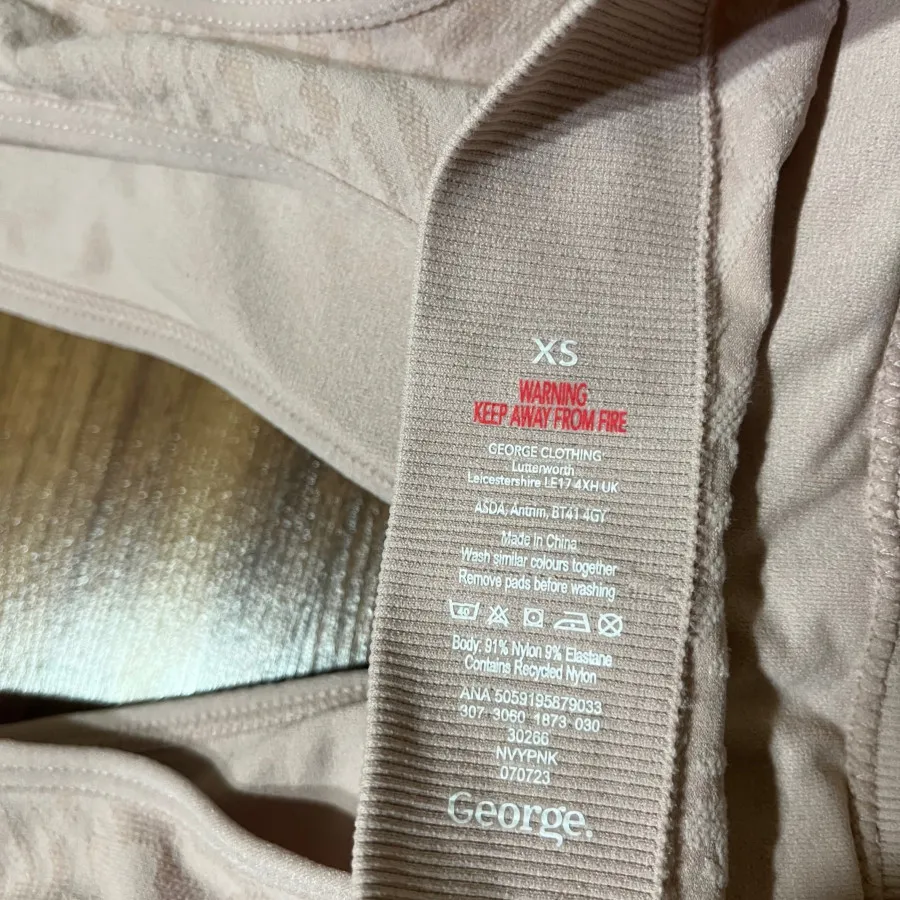 XS
WARNING
KEEP AWAY FROM FIRE
GEORGE CLOTHING
Lutterworth
Leicestershire LE17 4XH UK
ASDA, Antrim, BT41 4GY
Made in China
Wash similar colours together
Remove pads before washing
40
Body: 91% Nylon 9% Elastane
Contains Recycled Nylon
ANA 5059195879033
307 3060 1873 030
30266
NVYPNK
070723
George.